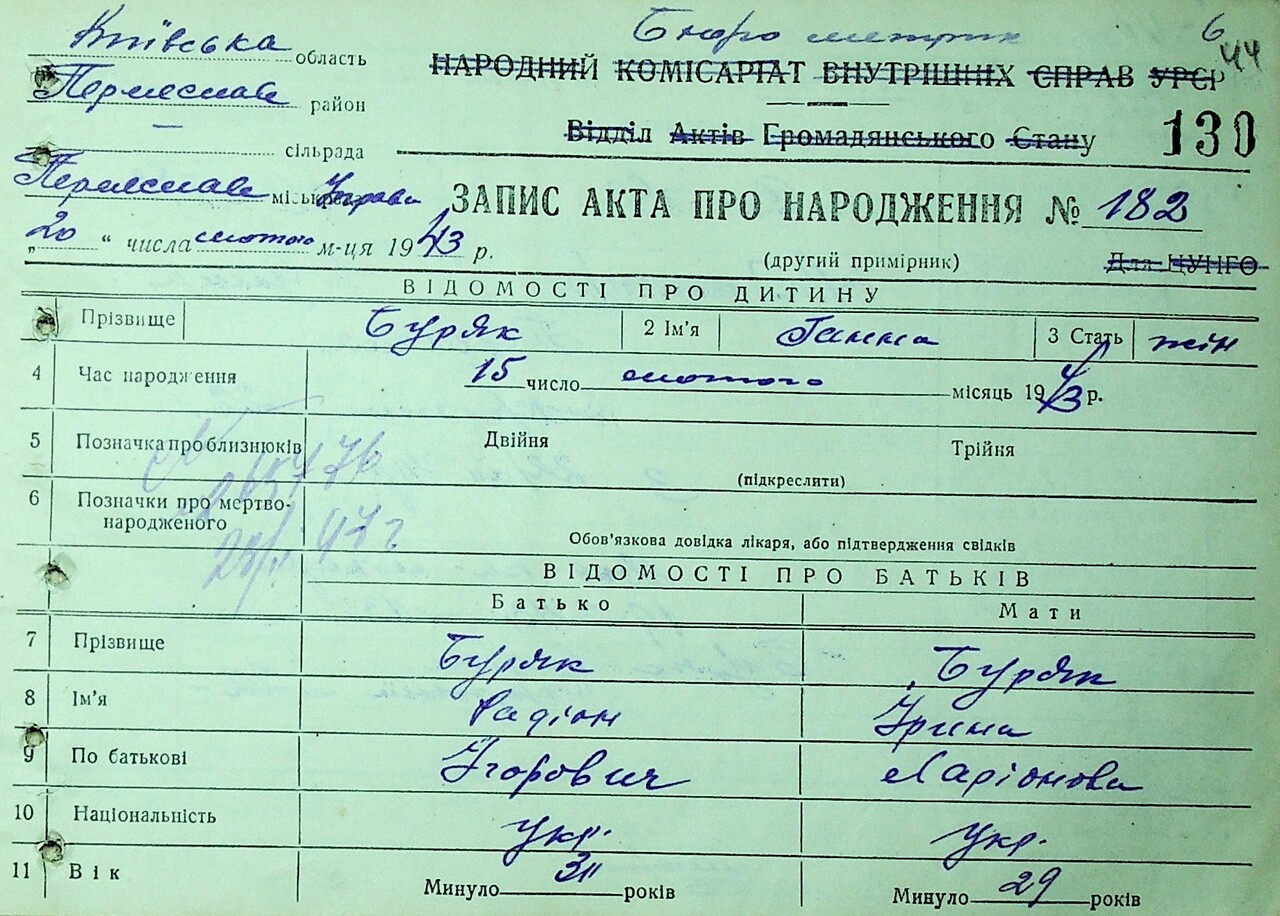 Київська область
Бюро метрик 6
44
НАРОДНИЙ КОМІСАРІАТ ВНУТРІШНІХ СПРАВ УРСР
Переяслав район
Відділ Актів Громадянського Стану 130
— сільрада
Переяслав міськ Управа
ЗАПИС АКТА ПРО НАРОДЖЕННЯ № 182
„20“ числа лютого м-ця 1943 р.
(другий примірник) Для ЦУНГО
ВІДОМОСТІ ПРО ДИТИНУ
Прізвище Буряк 2 Ім'я Ганна 3 Стать жін
4 Час народження 15 число лютого місяць 1943 р.
5 Позначка про близнюків Двійня Трійня
(підкреслити)
6 Позначки про мертво-
народженого
47 г
Обов'язкова довідка лікаря, або підтвердження свідків
ВІДОМОСТІ ПРО БАТЬКІВ
Батько Мати
7 Прізвище Буряк Буряк
8 Ім'я Радіон Ірина
9 По батькові Ігорович Ларіонова
10 Національність укр. укр.
11 Вік Минуло 31 років Минуло 29 років